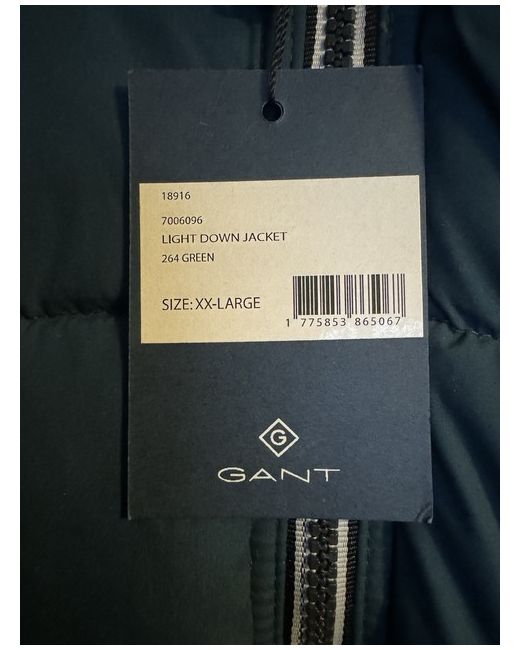 18916
7006096
LIGHT DOWN JACKET
264 GREEN
SIZE: XX-LARGE
1 775853 865067
G
GANT